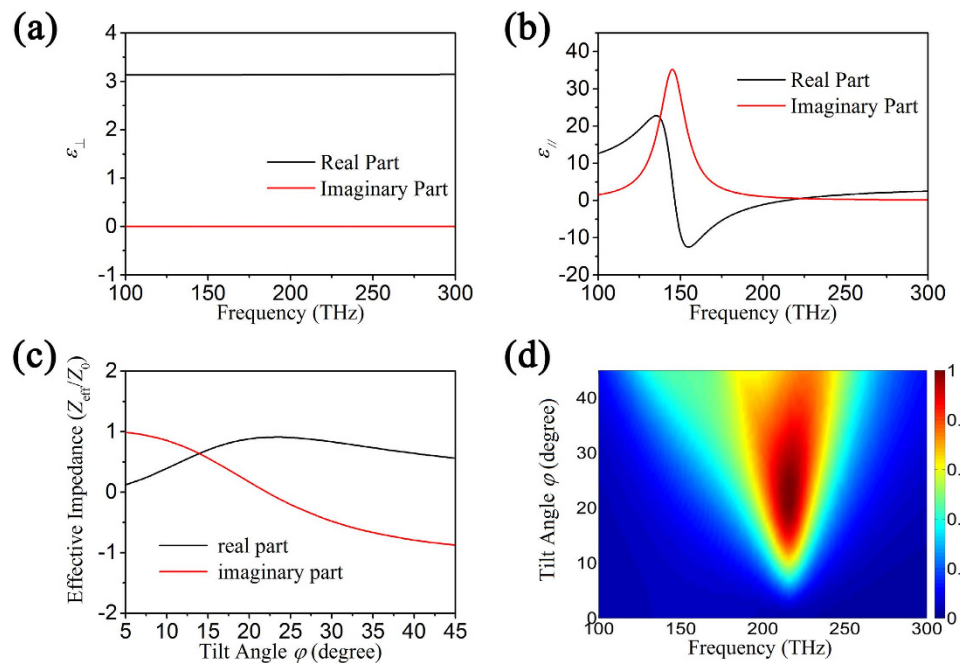 (a)
ε⊥
4
3
2
1
0
-1
Real Part
Imaginary Part
100 150 200 250 300
Frequency (THz)
(b)
ε//
40
30
20
10
0
-10
-20
Real Part
Imaginary Part
100 150 200 250 300
Frequency (THz)
(c)
Effective Impedance (Zeff/Z0)
2
1
0
-1
-2
real part
imaginary part
5 10 15 20 25 30 35 40 45
Tilt Angle φ (degree)
(d)
Tilt Angle φ (degree)
40
30
20
10
0
100 150 200 250 300
Frequency (THz)
1
0.
0.
0.
0.
0